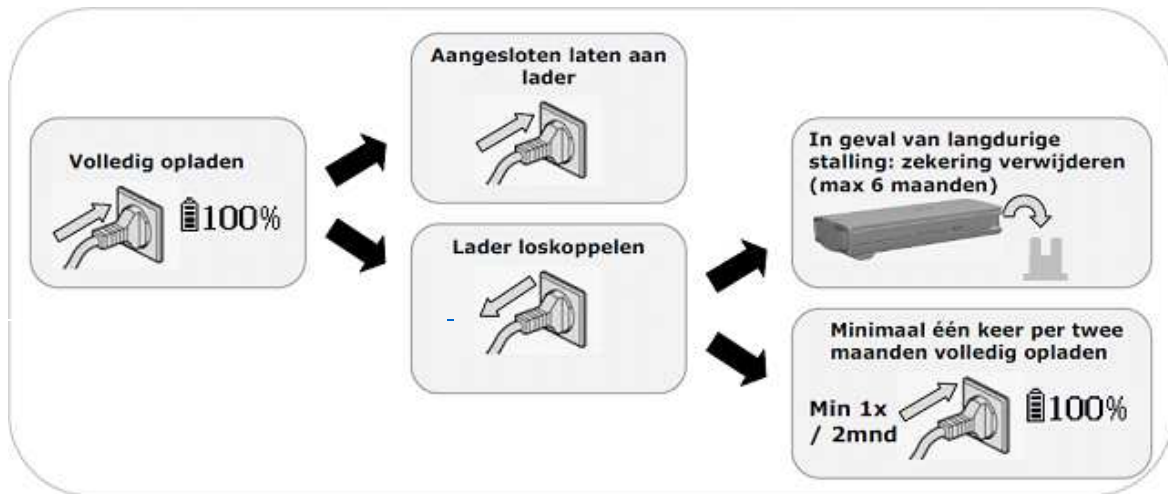 Volledig opladen
100%
Aangesloten laten aan
lader
Lader loskoppelen
In geval van langdurige
stalling: zekering verwijderen
(max 6 maanden)
Minimaal één keer per twee
maanden volledig opladen
Min 1x
/ 2mnd
100%